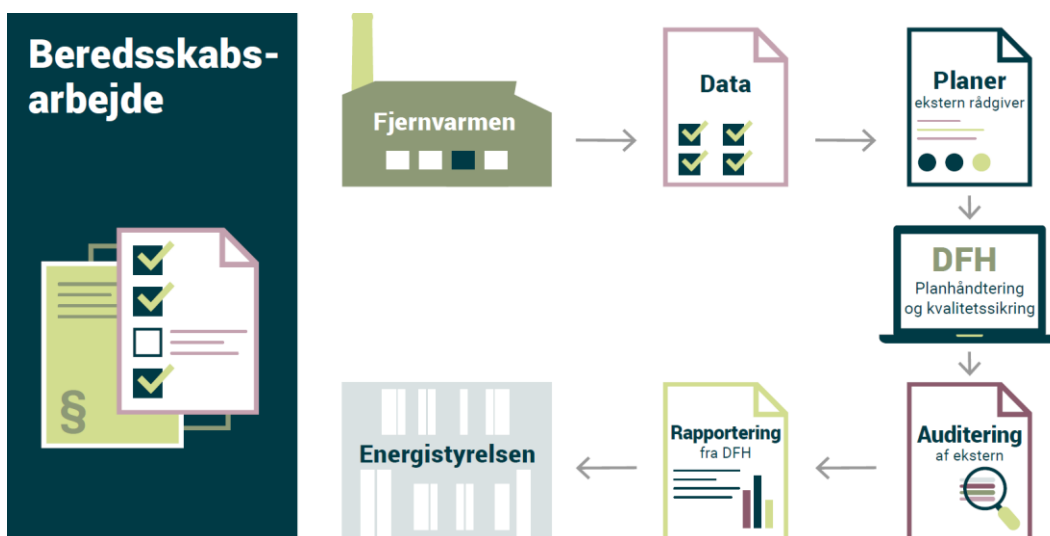 Beredsskabs-
arbejde
Fjernvarmen
Data
Planer
ekstern rådgiver
DFH
Planhåndtering
og kvalitetssikring
Auditering
af ekstern
Rapportering
fra DFH
Energistyrelsen
§